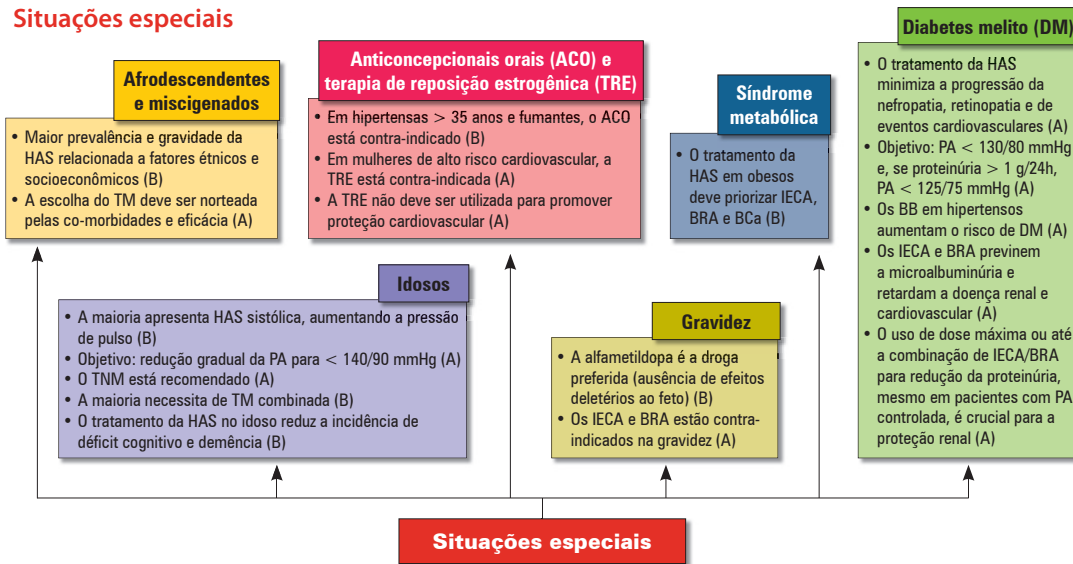 Situações especiais
Afrodescendentes
e miscigenados
• Maior prevalência e gravidade da
HAS relacionada a fatores étnicos e
socioeconômicos (B)
• A escolha do TM deve ser norteada
pelas co-morbidades e eficácia (A)
Anticoncepcionais orais (ACO) e
terapia de reposição estrogênica (TRE)
• Em hipertensas > 35 anos e fumantes, o ACO
está contra-indicado (B)
• Em mulheres de alto risco cardiovascular, a
TRE está contra-indicada (A)
• A TRE não deve ser utilizada para promover
proteção cardiovascular (A)
Síndrome
metabólica
• O tratamento da
HAS em obesos
deve priorizar IECA,
BRA e BCa (B)
Diabetes melito (DM)
• O tratamento da HAS
minimiza a progressão da
nefropatia, retinopatia e de
eventos cardiovasculares (A)
• Objetivo: PA < 130/80 mmHg
e, se proteinúria > 1 g/24h,
PA < 125/75 mmHg (A)
• Os BB em hipertensos
aumentam o risco de DM (A)
• Os IECA e BRA previnem
a microalbuminúria e
retardam a doença renal e
cardiovascular (A)
• O uso de dose máxima ou até
a combinação de IECA/BRA
para redução da proteinúria,
mesmo em pacientes com PA
controlada, é crucial para a
proteção renal (A)
Idosos
• A maioria apresenta HAS sistólica, aumentando a pressão
de pulso (B)
• Objetivo: redução gradual da PA para < 140/90 mmHg (A)
• O TNM está recomendado (A)
• A maioria necessita de TM combinada (B)
• O tratamento da HAS no idoso reduz a incidência de
déficit cognitivo e demência (B)
Gravidez
• A alfametildopa é a droga
preferida (ausência de efeitos
deletérios ao feto) (B)
• Os IECA e BRA estão contra-
indicados na gravidez (A)
Situações especiais